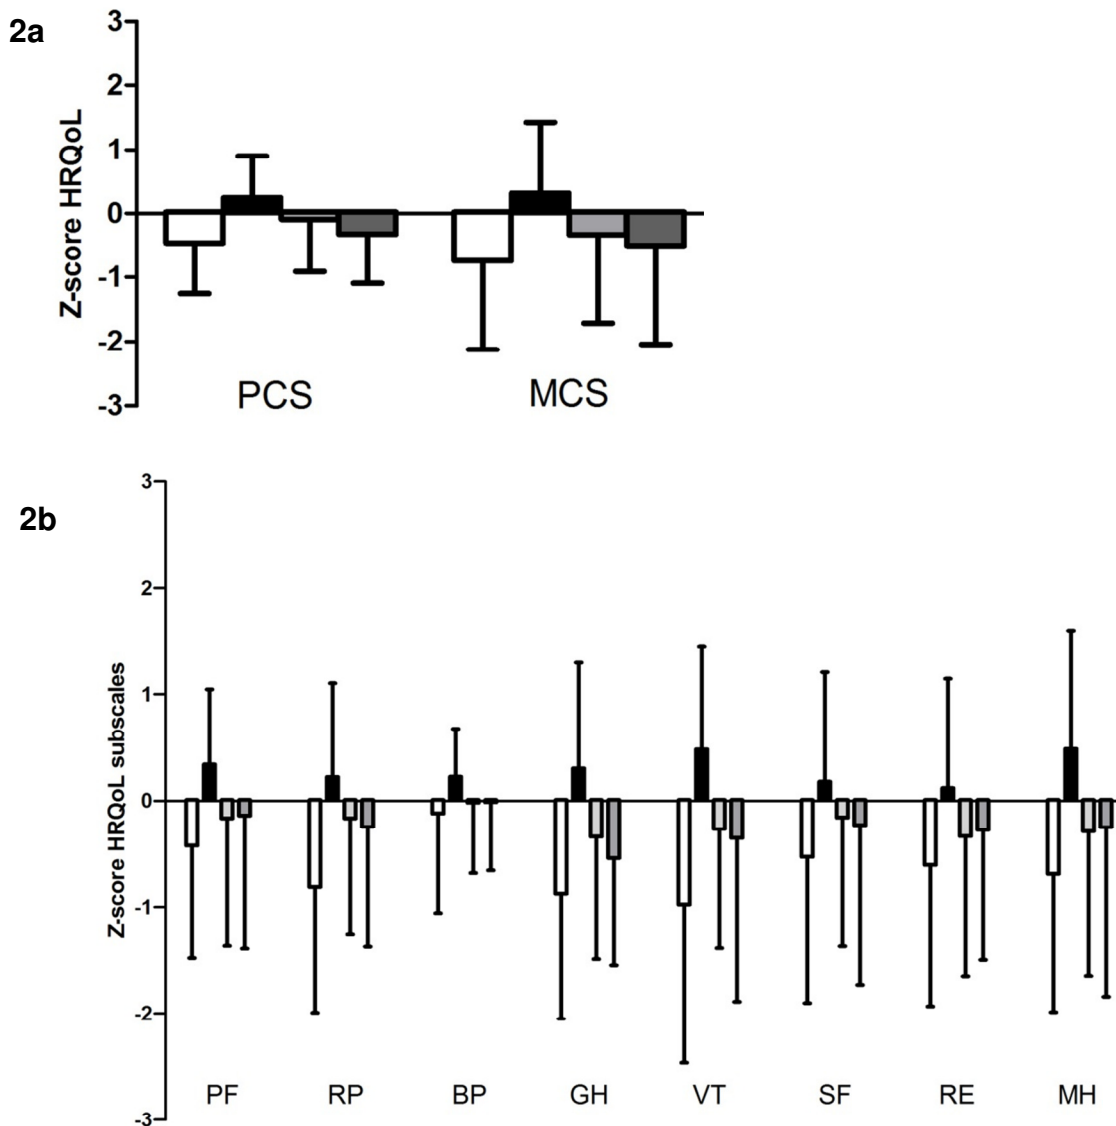 2a
Z-score HRQoL
3
2
1
0
-1
-2
-3
PCS MCS
2b
Z-score HRQoL subscales
3
2
1
0
-1
-2
-3
PF RP BP GH VT SF RE MH